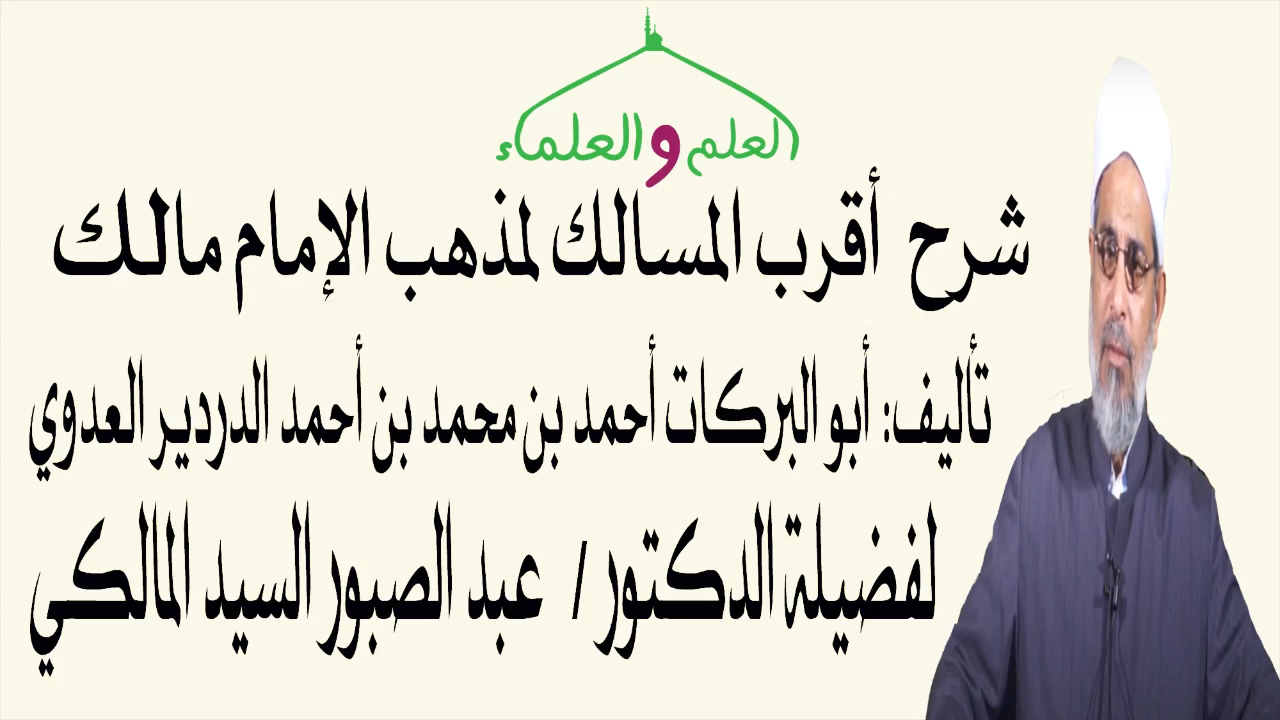 العلم والعلماء
شرح أقرب المسالك لمذهب الإمام مالك
تأليف: أبو البركات أحمد بن محمد بن أحمد الدردير العدوي
لفضيلة الدكتور / عبد الصبور السيد المالكي